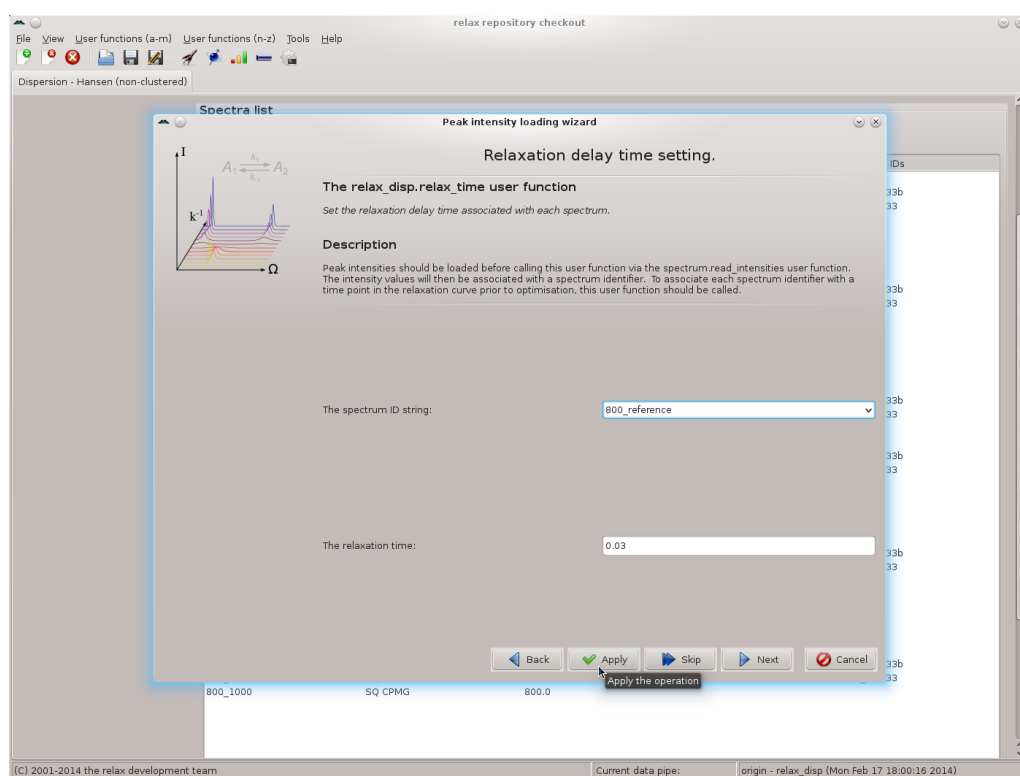 relax repository checkout
File View User functions (a-m) User functions (n-z) Tools Help
Dispersion - Hansen (non-clustered)
Spectra list
Peak intensity loading wizard
I
A1 k1 A2
k-1
k-1
Ω
Relaxation delay time setting.
The relax_disp.relax_time user function
Set the relaxation delay time associated with each spectrum.
Description
Peak intensities should be loaded before calling this user function via the spectrum.read_intensities user function.
The intensity values will then be associated with a spectrum identifier. To associate each spectrum identifier with a
time point in the relaxation curve prior to optimisation, this user function should be called.
The spectrum ID string: 800_reference
The relaxation time: 0.03
Back Apply Skip Next Cancel
Apply the operation
IDs
33b
33
33b
33
33b
33
33b
33
33b
33
33b
33
800_1000 SQ CPMG 800.0
(C) 2001-2014 the relax development team Current data pipe: origin - relax_disp (Mon Feb 17 18:00:16 2014)